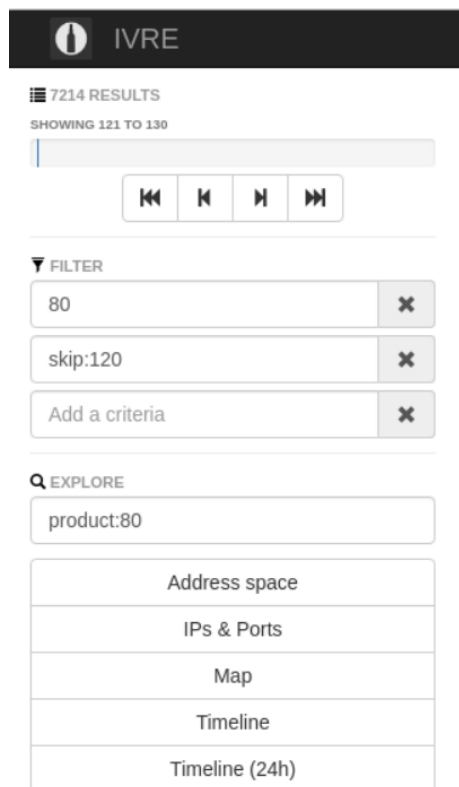 IVRE
7214 RESULTS
SHOWING 121 TO 130
FILTER
80
skip:120
Add a criteria
EXPLORE
product:80
Address space
IPs & Ports
Map
Timeline
Timeline (24h)